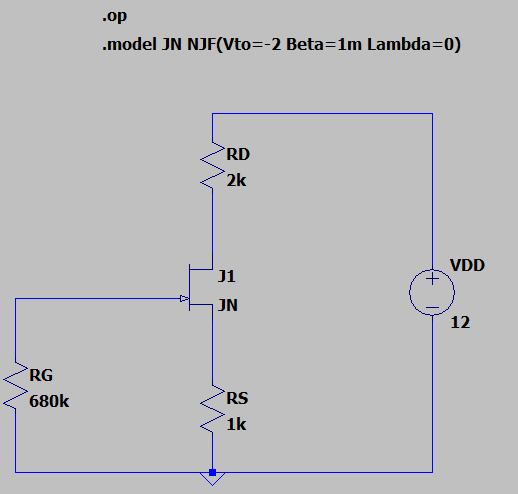 .op
.model JN NJF(Vto=-2 Beta=1m Lambda=0)
RD
2k
J1
JN
VDD
12
RG
680k
RS
1k